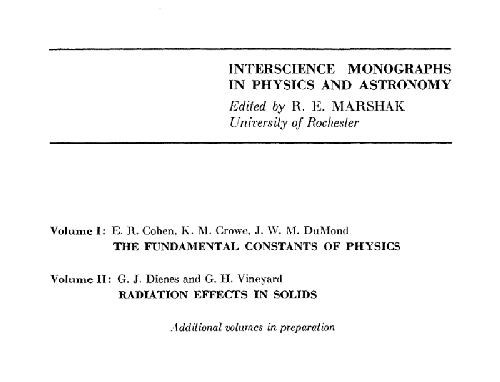 INTERSCIENCE MONOGRAPHS
IN PHYSICS AND ASTRONOMY
Edited by R. E. MARSHAK
University of Rochester
Volume I: E. R. Cohen, K. M. Crowe, J. W. M. DuMond
THE FUNDAMENTAL CONSTANTS OF PHYSICS
Volume II: G. J. Dienes and G. H. Vineyard
RADIATION EFFECTS IN SOLIDS
Additional volumes in preparation